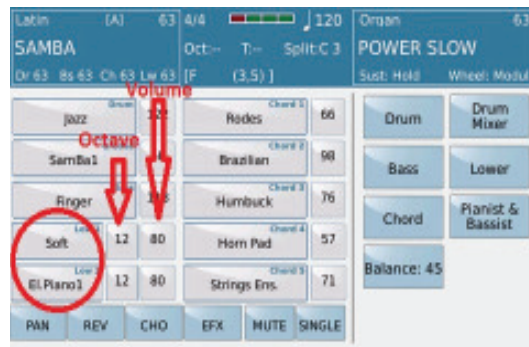 Latin (A) 63 4/4 120 Organ 63
SAMBA Oct:-- T:-- Split:C 3 POWER SLOW
Dr 63 Bs 63 Ch 63 Lw 63 [F (3,5) ] Sust: Hold Wheel: Modul
Volume
Octave
Drum
Jazz
SamBa1
Finger
Low 1
Soft 12 80
Low 2
El.Piano1 12 80
Chord 1
Rodes 66
Chord 2
Brazilian 98
Chord 3
Humbuck 76
Chord 4
Horn Pad 57
Chord 5
Strings Ens. 71
Drum
Drum
Mixer
Bass
Lower
Chord
Pianist &
Bassist
Balance: 45
PAN REV CHO EFX MUTE SINGLE